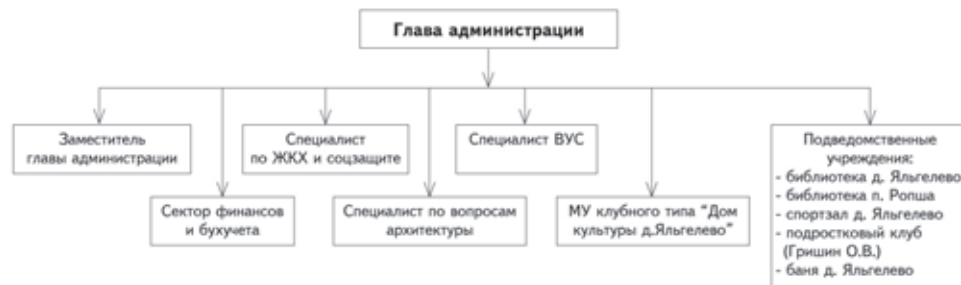 Глава администрации
Заместитель
главы администрации
Специалист
по ЖКХ и соцзащите
Специалист ВУС
Подведомственные
учреждения:
- библиотека д. Яльгелево
- библиотека п. Ропша
- спортзал д. Яльгелево
- подростковый клуб
(Гришин О.В.)
- баня д. Яльгелево
Сектор финансов
и бухучета
Специалист по вопросам
архитектуры
МУ клубного типа “Дом
культуры д.Яльгелево”